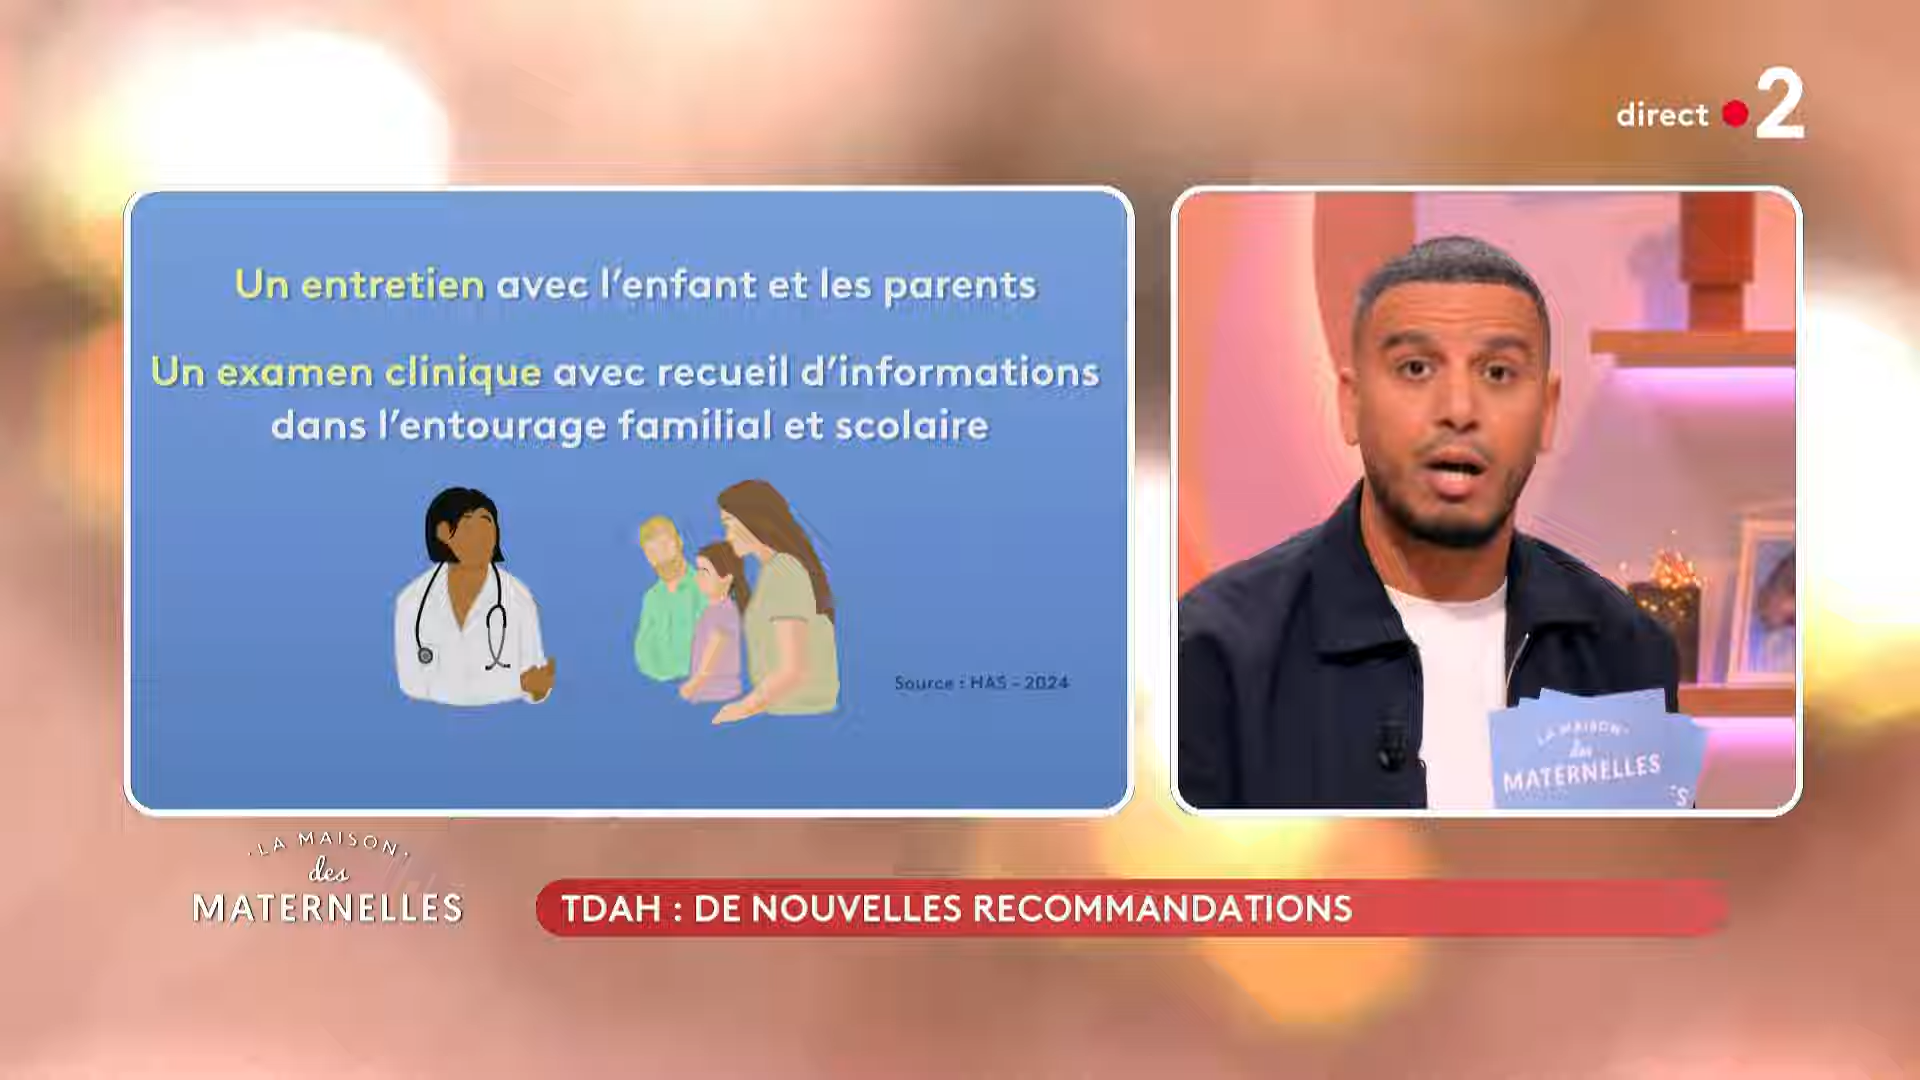 direct 2
Un entretien avec l'enfant et les parents
Un examen clinique avec recueil d'informations
dans l'entourage familial et scolaire
Source : HAS - 2024
LA MAISON
des
MATERNELLES
'S
·LA MAISON·
des
MATERNELLES
TDAH : DE NOUVELLES RECOMMANDATIONS